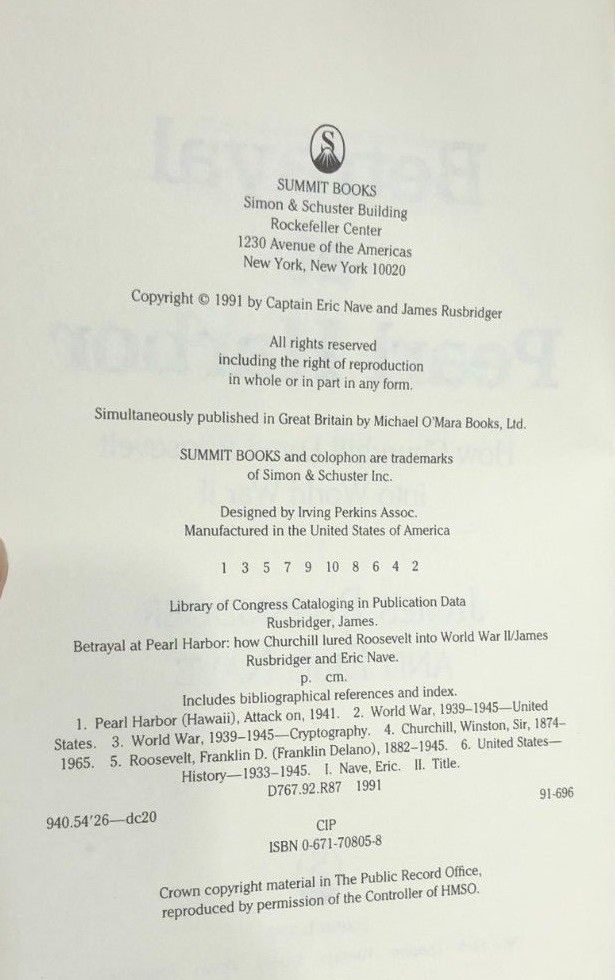 S
SUMMIT BOOKS
Simon & Schuster Building
Rockefeller Center
1230 Avenue of the Americas
New York, New York 10020
Copyright © 1991 by Captain Eric Nave and James Rusbridger
All rights reserved
including the right of reproduction
in whole or in part in any form.
Simultaneously published in Great Britain by Michael O'Mara Books, Ltd.
SUMMIT BOOKS and colophon are trademarks
of Simon & Schuster Inc.
Designed by Irving Perkins Assoc.
Manufactured in the United States of America
1 3 5 7 9 10 8 6 4 2
Library of Congress Cataloging in Publication Data
Rusbridger, James.
Betrayal at Pearl Harbor: how Churchill lured Roosevelt into World War II/James
Rusbridger and Eric Nave.
p. cm.
Includes bibliographical references and index.
1. Pearl Harbor (Hawaii), Attack on, 1941. 2. World War, 1939-1945—United
States. 3. World War, 1939-1945—Cryptography. 4. Churchill, Winston, Sir, 1874-
1965. 5. Roosevelt, Franklin D. (Franklin Delano), 1882-1945. 6. United States—
History—1933-1945. I. Nave, Eric. II. Title.
D767.92.R87 1991
91-696
940.54'26—dc20
CIP
ISBN 0-671-70805-8
Crown copyright material in The Public Record Office,
reproduced by permission of the Controller of HMSO.